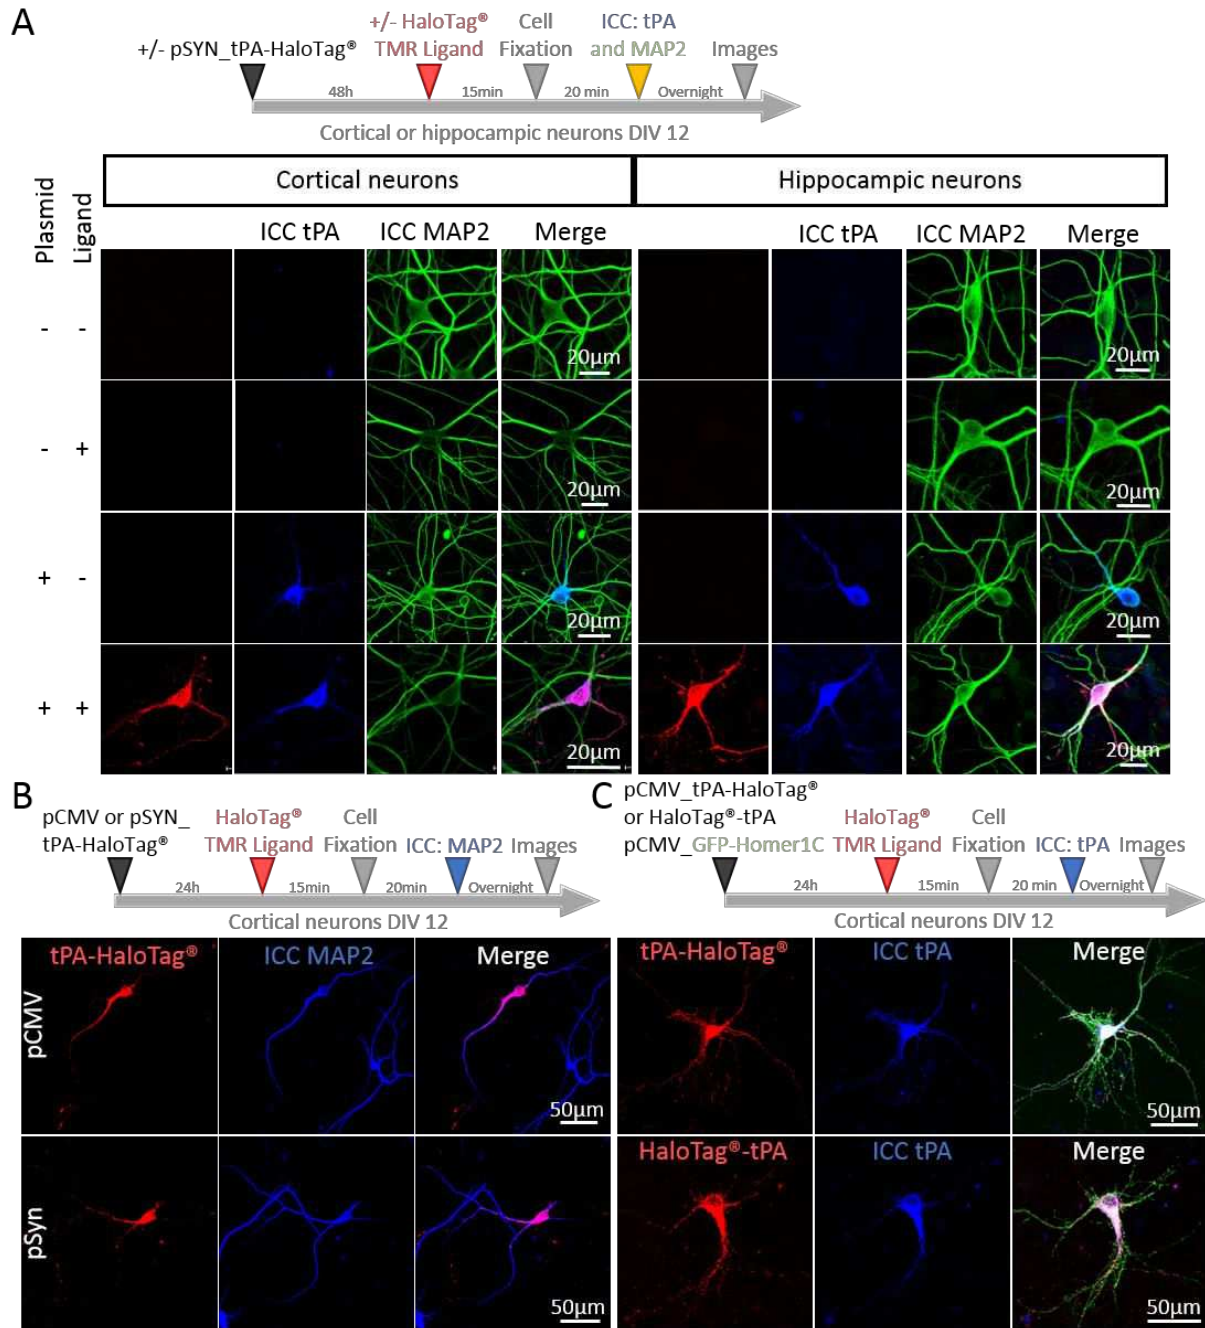 A
+/- HaloTag® Cell ICC: tPA
+/- pSYN_tPA-HaloTag® TMR Ligand Fixation and MAP2 Images
48h 15min 20 min Overnight
Cortical or hippocampic neurons DIV 12
Plasmid
Ligand
Cortical neurons Hippocampic neurons
ICC tPA ICC MAP2 Merge ICC tPA ICC MAP2 Merge
- - 20µm 20µm
- + 20µm 20µm
+ - 20µm 20µm
+ + 20µm 20µm
B
pCMV or pSYN_ HaloTag® Cell
tPA-HaloTag® TMR Ligand Fixation ICC: MAP2 Images
24h 15min 20min Overnight
Cortical neurons DIV 12
tPA-HaloTag® ICC MAP2 Merge
pCMV
50µm
pSyn
50µm
C
pCMV_tPA-HaloTag®
or HaloTag®-tPA HaloTag® Cell
pCMV_GFP-Homer1C TMR Ligand Fixation ICC: tPA Images
24h 15min 20 min Overnight
Cortical neurons DIV 12
tPA-HaloTag® ICC tPA Merge
50µm
HaloTag®-tPA ICC tPA Merge
50µm